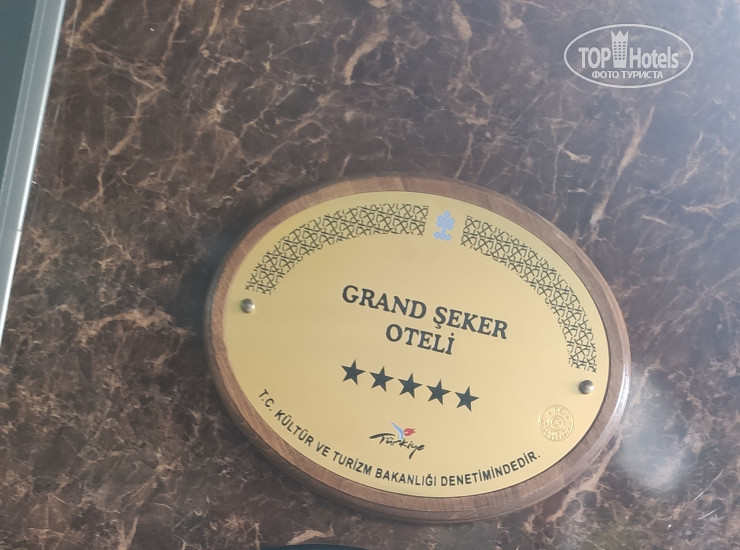 TOP Hotels
ФОТО ТУРИСТА
GRAND ŞEKER
OTELİ
Türkiye
T.C. KÜLTÜR VE TURİZM BAKANLIĞI DENETİMİNDEDİR.